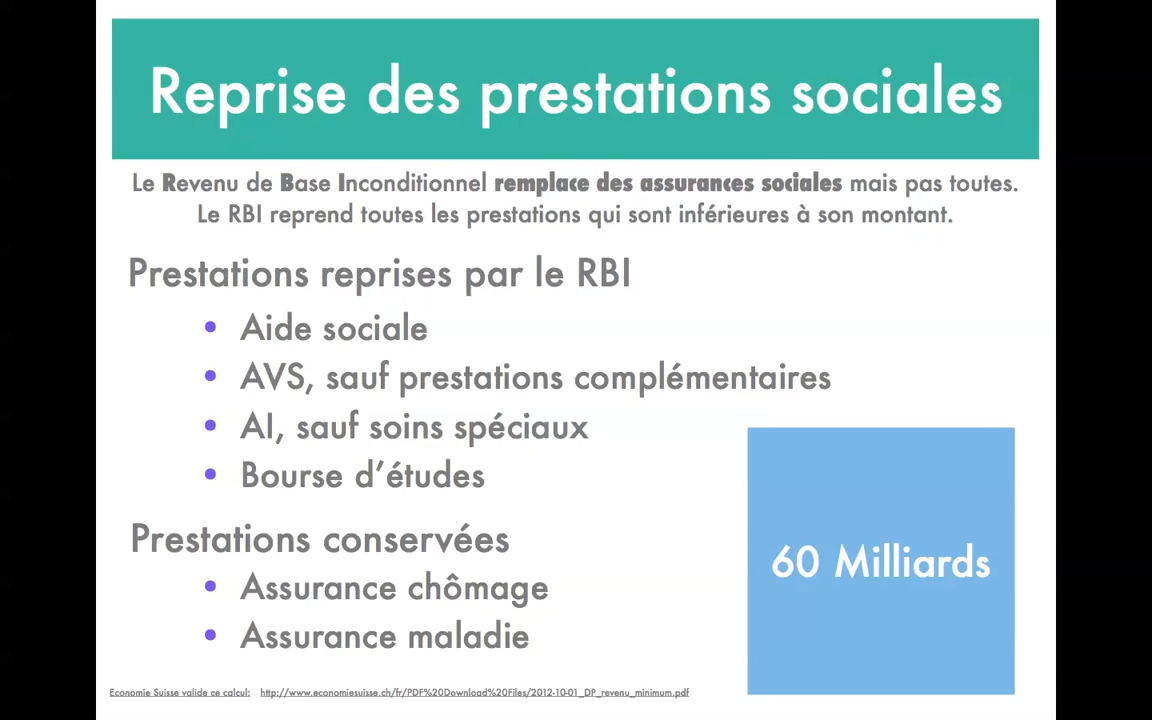 Reprise des prestations sociales
Le Revenu de Base Inconditionnel remplace des assurances sociales mais pas toutes.
Le RBI reprend toutes les prestations qui sont inférieures à son montant.
Prestations reprises par le RBI
• Aide sociale
• AVS, sauf prestations complémentaires
• AI, sauf soins spéciaux
• Bourse d’études
Prestations conservées
• Assurance chômage
• Assurance maladie
60 Milliards
Economie Suisse valide ce calcul: http://www.economiesuisse.ch/fr/PDF%20Download%20Files/2012-10-01_DP_revenu_minimum.pdf